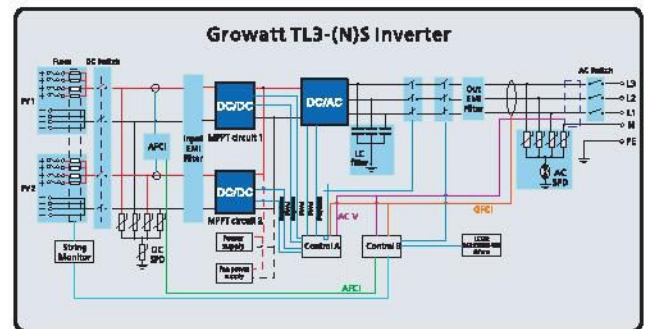 Growatt TL3-(N)S Inverter
Fuses
DC Switch
AC Switch
PV1
DC/DC
DC/AC
Out
EMI
Filter
L3
L2
L1
N
PE
MPPT circuit 1
AFCI
Input
EMI
Filter
LC
filter
AC
SPD
PV2
DC/DC
MPPT circuit 2
AC V
GFCI
String
Monitor
DC
SPD
Power
supply
Control A
Control B
Fan power
supply
AFCI